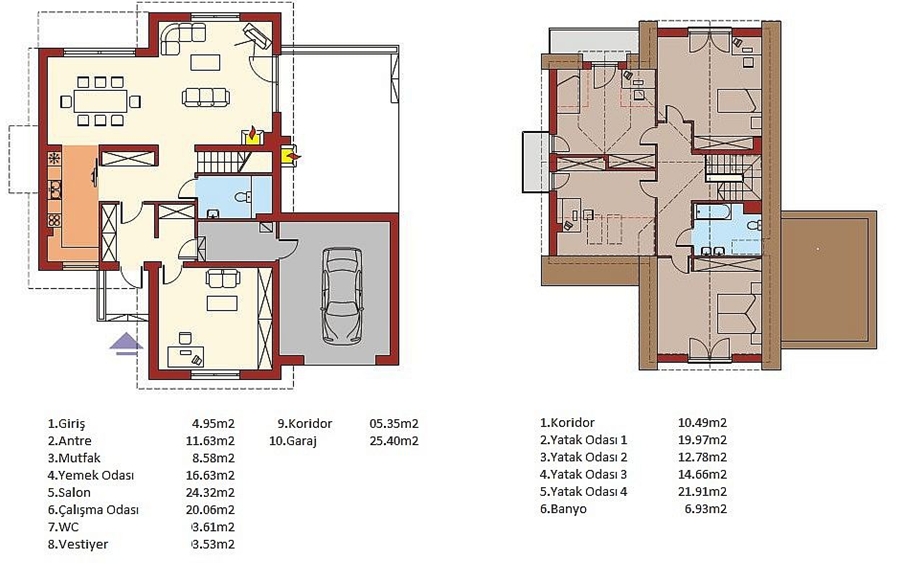 1.Giriş 4.95m2
2.Antre 11.63m2
3.Mutfak 8.58m2
4.Yemek Odası 16.63m2
5.Salon 24.32m2
6.Çalışma Odası 20.06m2
7.WC 03.61m2
8.Vestiyer 03.53m2
9.Koridor 05.35m2
10.Garaj 25.40m2
1.Koridor 10.49m2
2.Yatak Odası 1 19.97m2
3.Yatak Odası 2 12.78m2
4.Yatak Odası 3 14.66m2
5.Yatak Odası 4 21.91m2
6.Banyo 6.93m2